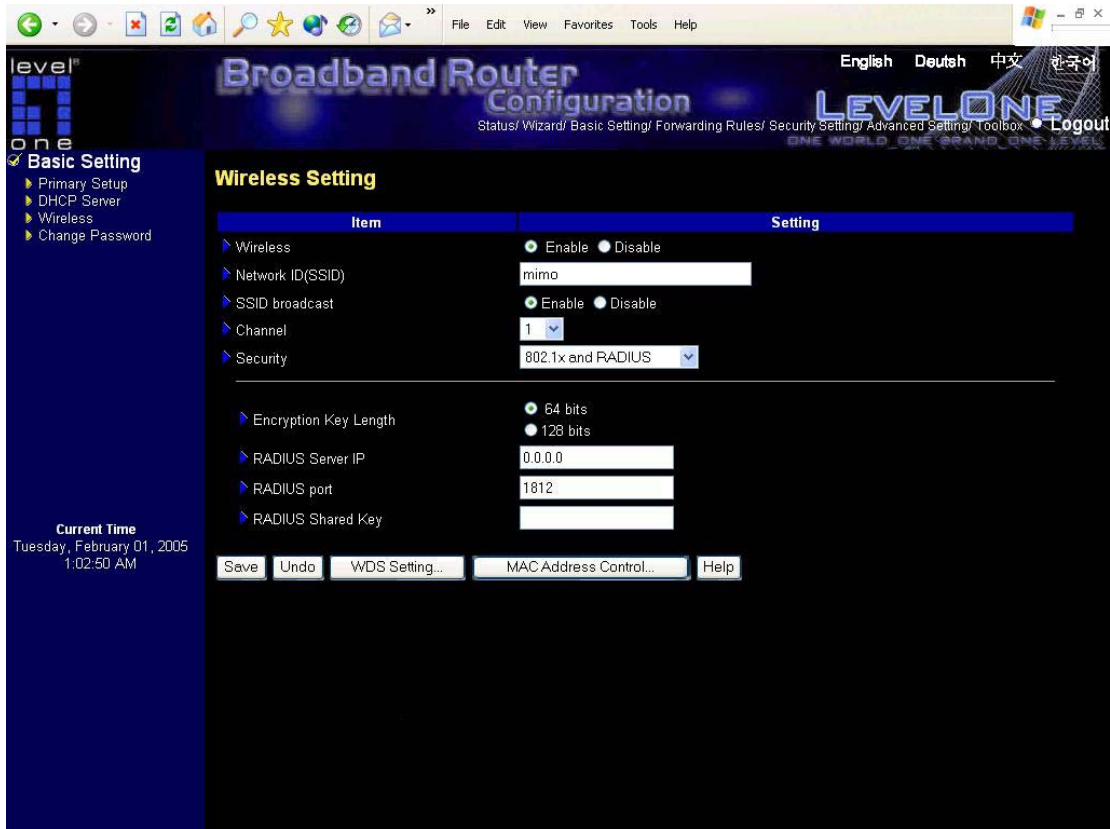 » File Edit View Favorites Tools Help
level®
one
Broadband Router
Configuration
English Deutsh 中文 한국어
LEVELONE
Status/ Wizard/ Basic Setting/ Forwarding Rules/ Security Setting/ Advanced Setting/ Toolbox Logout
ONE WORLD_ONE BRAND_ONE LEVEL
Basic Setting
Primary Setup
DHCP Server
Wireless
Change Password
Current Time
Tuesday, February 01, 2005
1:02:50 AM
Wireless Setting
Item Setting
Wireless Enable Disable
Network ID(SSID) mimo
SSID broadcast Enable Disable
Channel 1
Security 802.1x and RADIUS
Encryption Key Length 64 bits
128 bits
RADIUS Server IP 0.0.0.0
RADIUS port 1812
RADIUS Shared Key
Save Undo WDS Setting... MAC Address Control... Help